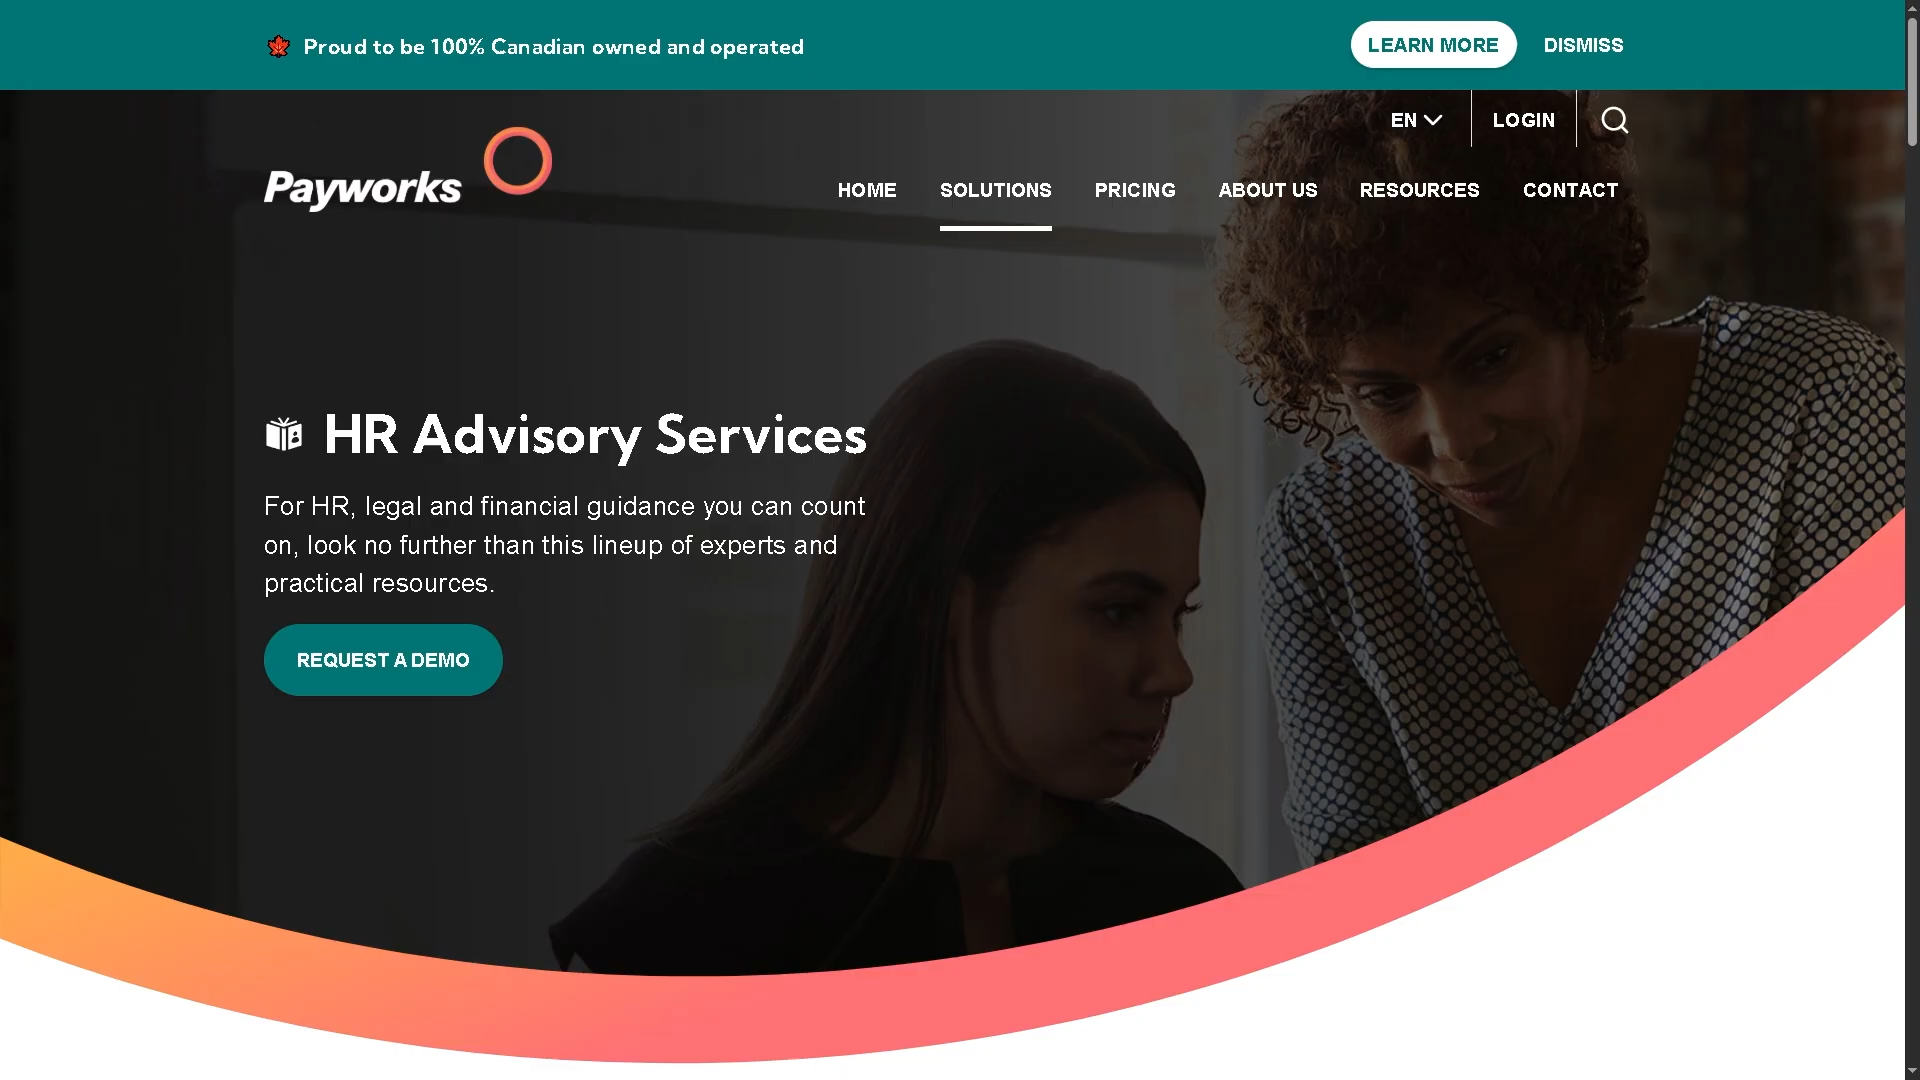 Proud to be 100% Canadian owned and operated
LEARN MORE
DISMISS
EN
LOGIN
Payworks
HOME
SOLUTIONS
PRICING
ABOUT US
RESOURCES
CONTACT
HR Advisory Services
For HR, legal and financial guidance you can count
on, look no further than this lineup of experts and
practical resources.
REQUEST A DEMO